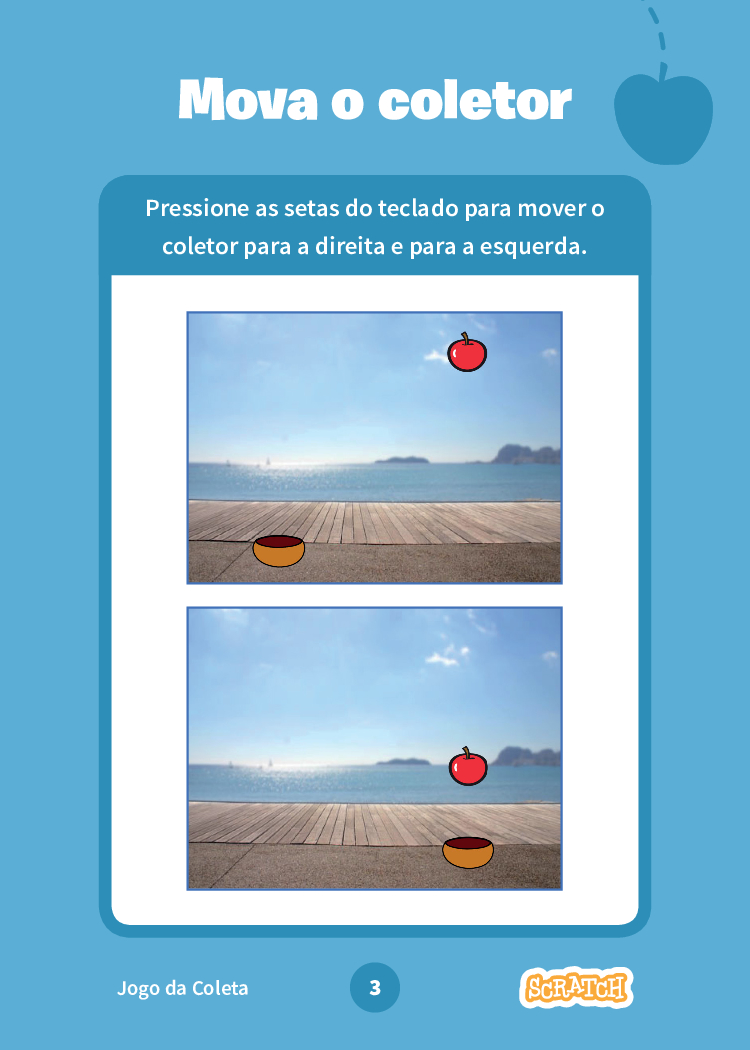 Mova o coletor
Pressione as setas do teclado para mover o
coletor para a direita e para a esquerda.
Jogo da Coleta
3
SCRATCH